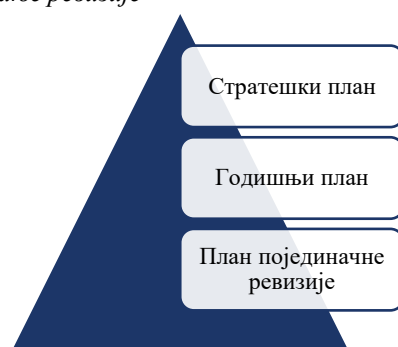 ревизије
Стратешки план
Годишњи план
План појединачне
ревизије